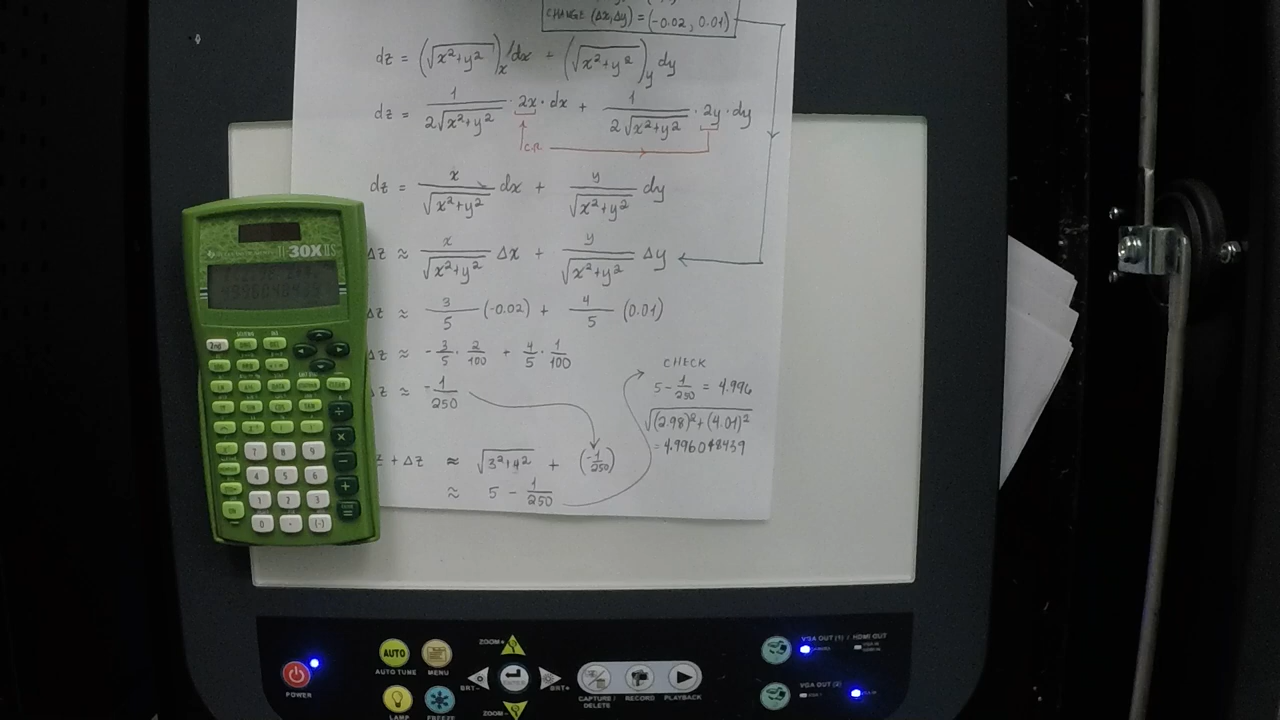 CHANGE (Δx,Δy) = (-0.02, 0.01)
dz = (√(x²+y²))'ₓ dx + (√(x²+y²))ᵧ dy
dz = 1/(2√(x²+y²)) · 2x · dx + 1/(2√(x²+y²)) · 2y · dy
C.R.
dz = x/√(x²+y²) dx + y/√(x²+y²) dy
Δz ≈ x/√(x²+y²) Δx + y/√(x²+y²) Δy
Δz ≈ 3/5 (-0.02) + 4/5 (0.01)
Δz ≈ -3/5 · 2/100 + 4/5 · 1/100
Δz ≈ -1/250
z + Δz ≈ √(3²+4²) + (-1/250)
≈ 5 - 1/250
CHECK
5 - 1/250 = 4.996
√((2.98)²+(4.01)²)
= 4.996048439
TI-30X IIS
2nd
7 8 9
4 5 6
1 2 3
0 . (-)
ON
POWER
AUTO
AUTO TUNE
MENU
LAMP
FREEZE
ZOOM+
BRT-
ENTER
BRT+
ZOOM-
CAPTURE / DELETE
RECORD
PLAYBACK
VGA OUT (1) / HDMI OUT
VGA OUT (2)